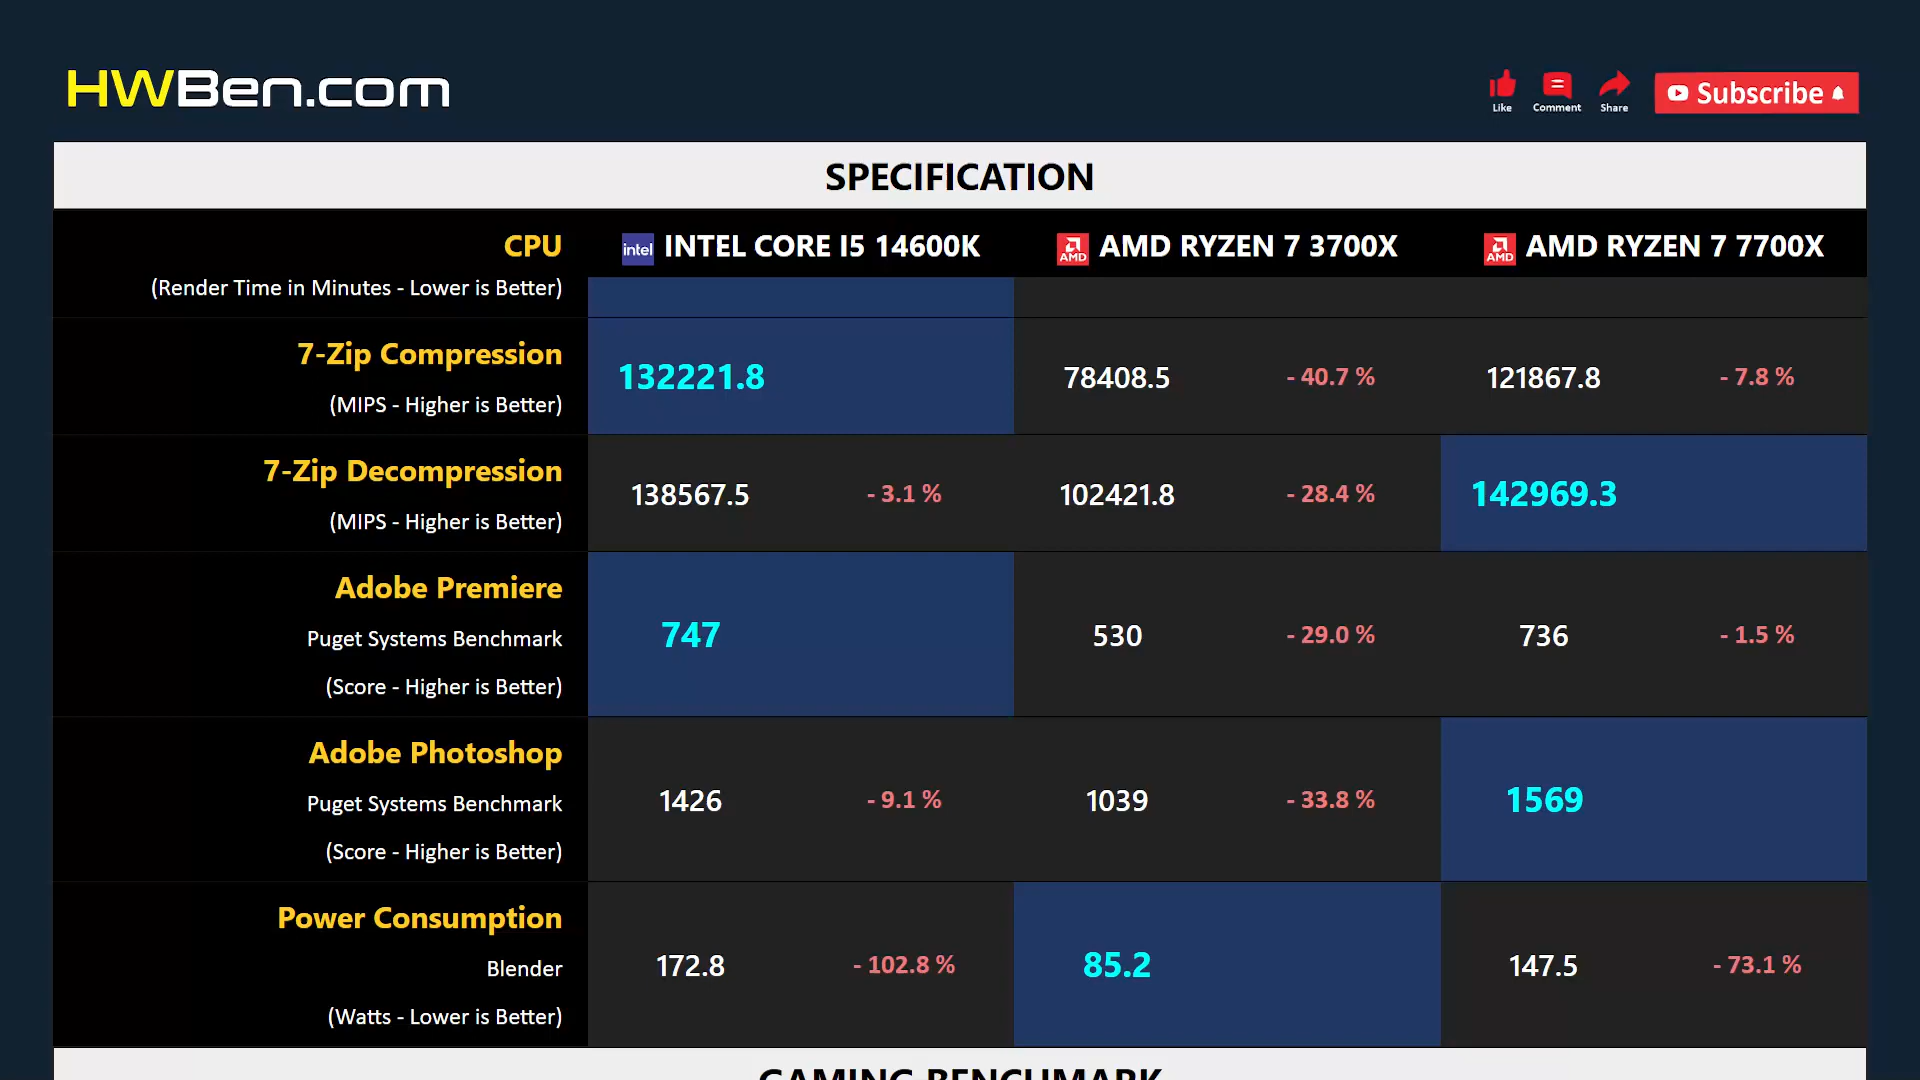 HWBen.com
Like Comment Share Subscribe
SPECIFICATION
CPU intel INTEL CORE I5 14600K AMD AMD RYZEN 7 3700X AMD AMD RYZEN 7 7700X
(Render Time in Minutes - Lower is Better)
7-Zip Compression
(MIPS - Higher is Better)
132221.8 78408.5 - 40.7 % 121867.8 - 7.8 %
7-Zip Decompression
(MIPS - Higher is Better)
138567.5 - 3.1 % 102421.8 - 28.4 % 142969.3
Adobe Premiere
Puget Systems Benchmark
(Score - Higher is Better)
747 530 - 29.0 % 736 - 1.5 %
Adobe Photoshop
Puget Systems Benchmark
(Score - Higher is Better)
1426 - 9.1 % 1039 - 33.8 % 1569
Power Consumption
Blender
(Watts - Lower is Better)
172.8 - 102.8 % 85.2 147.5 - 73.1 %
GAMING BENCHMARK